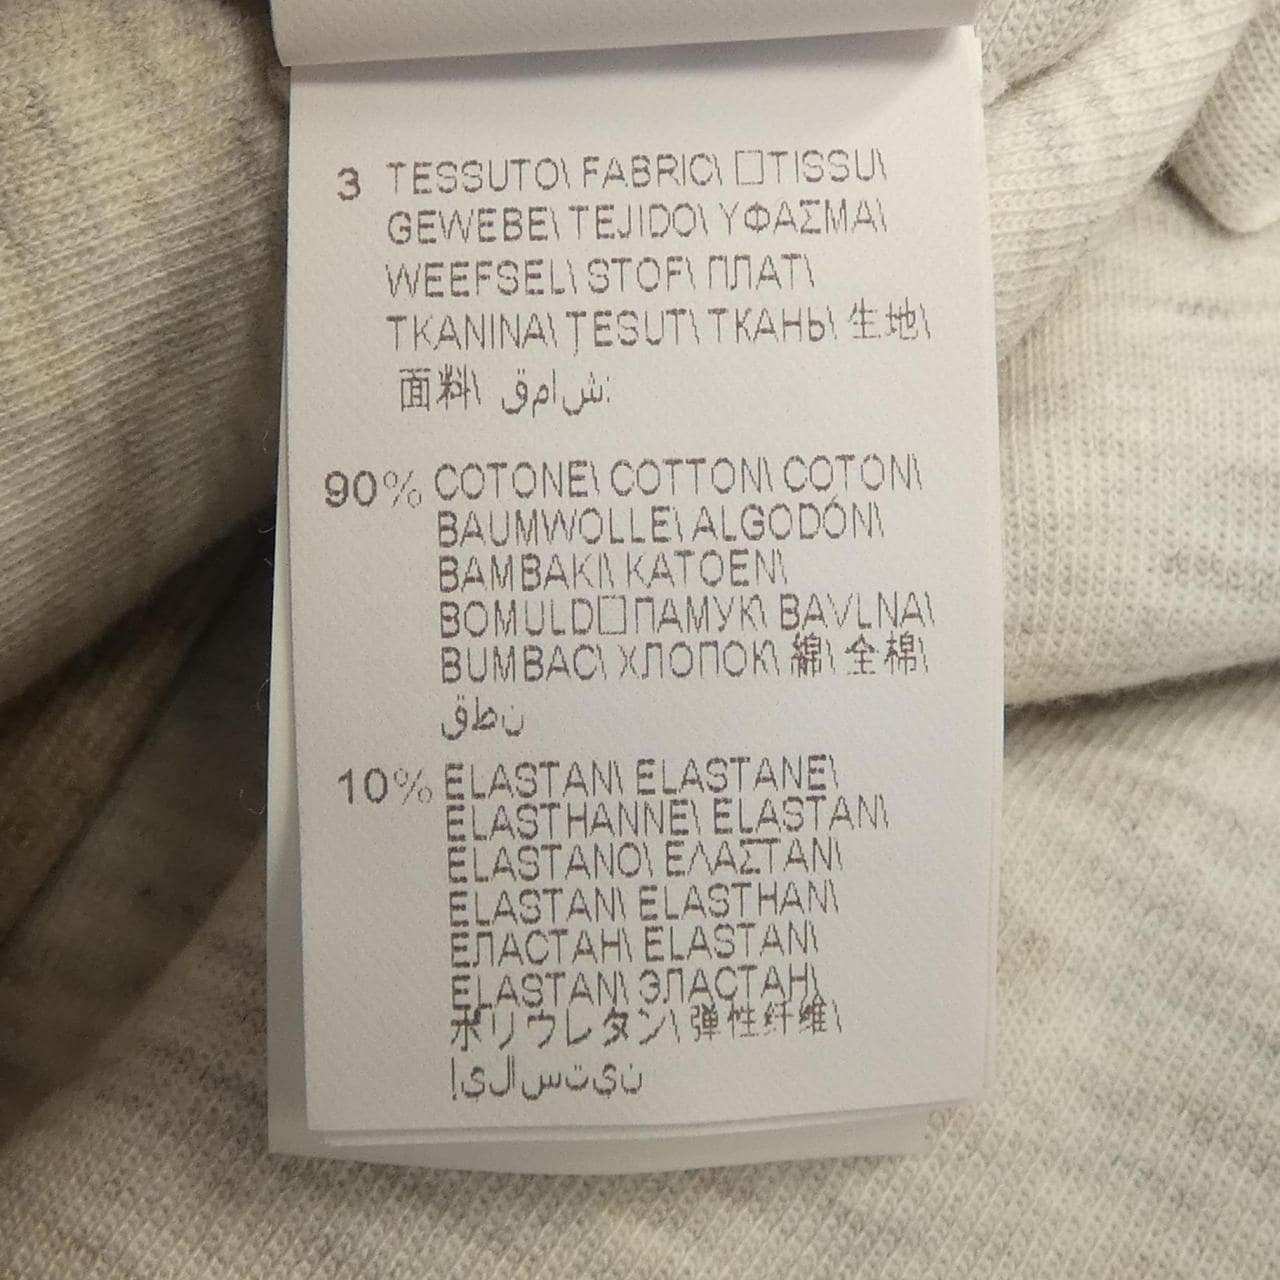 3 TESSUTO\ FABRIC\ □TISSU\
GEWEBE\ TEJIDO\ ΥΦΑΣΜΑ\
WEEFSEL\ STOF\ ПЛАТ\
TKANINA\ ŢESUT\ ТКАНЬ\ 生地\
面料\ قماش:
90% COTONE\ COTTON\ COTON\
BAUMWOLLE\ ALGODÓN\
BAMBAKI\ KATOEN\
BOMULD□ПАМУК\ BAVLNA\
BUMBAC\ ХЛОПОК\ 綿\ 全棉\
قطن
10% ELASTAN\ ELASTANE\
ELASTHANNE\ ELASTAN\
ELASTANO\ ΕΛΑΣΤΑΝ\
ELASTAN\ ELASTHAN\
ЕЛАСТАН\ ELASTAN\
ELASTAN\ ЭЛАСТАН\
ポリウレタン\ 弹性纤维\
إيلاستين